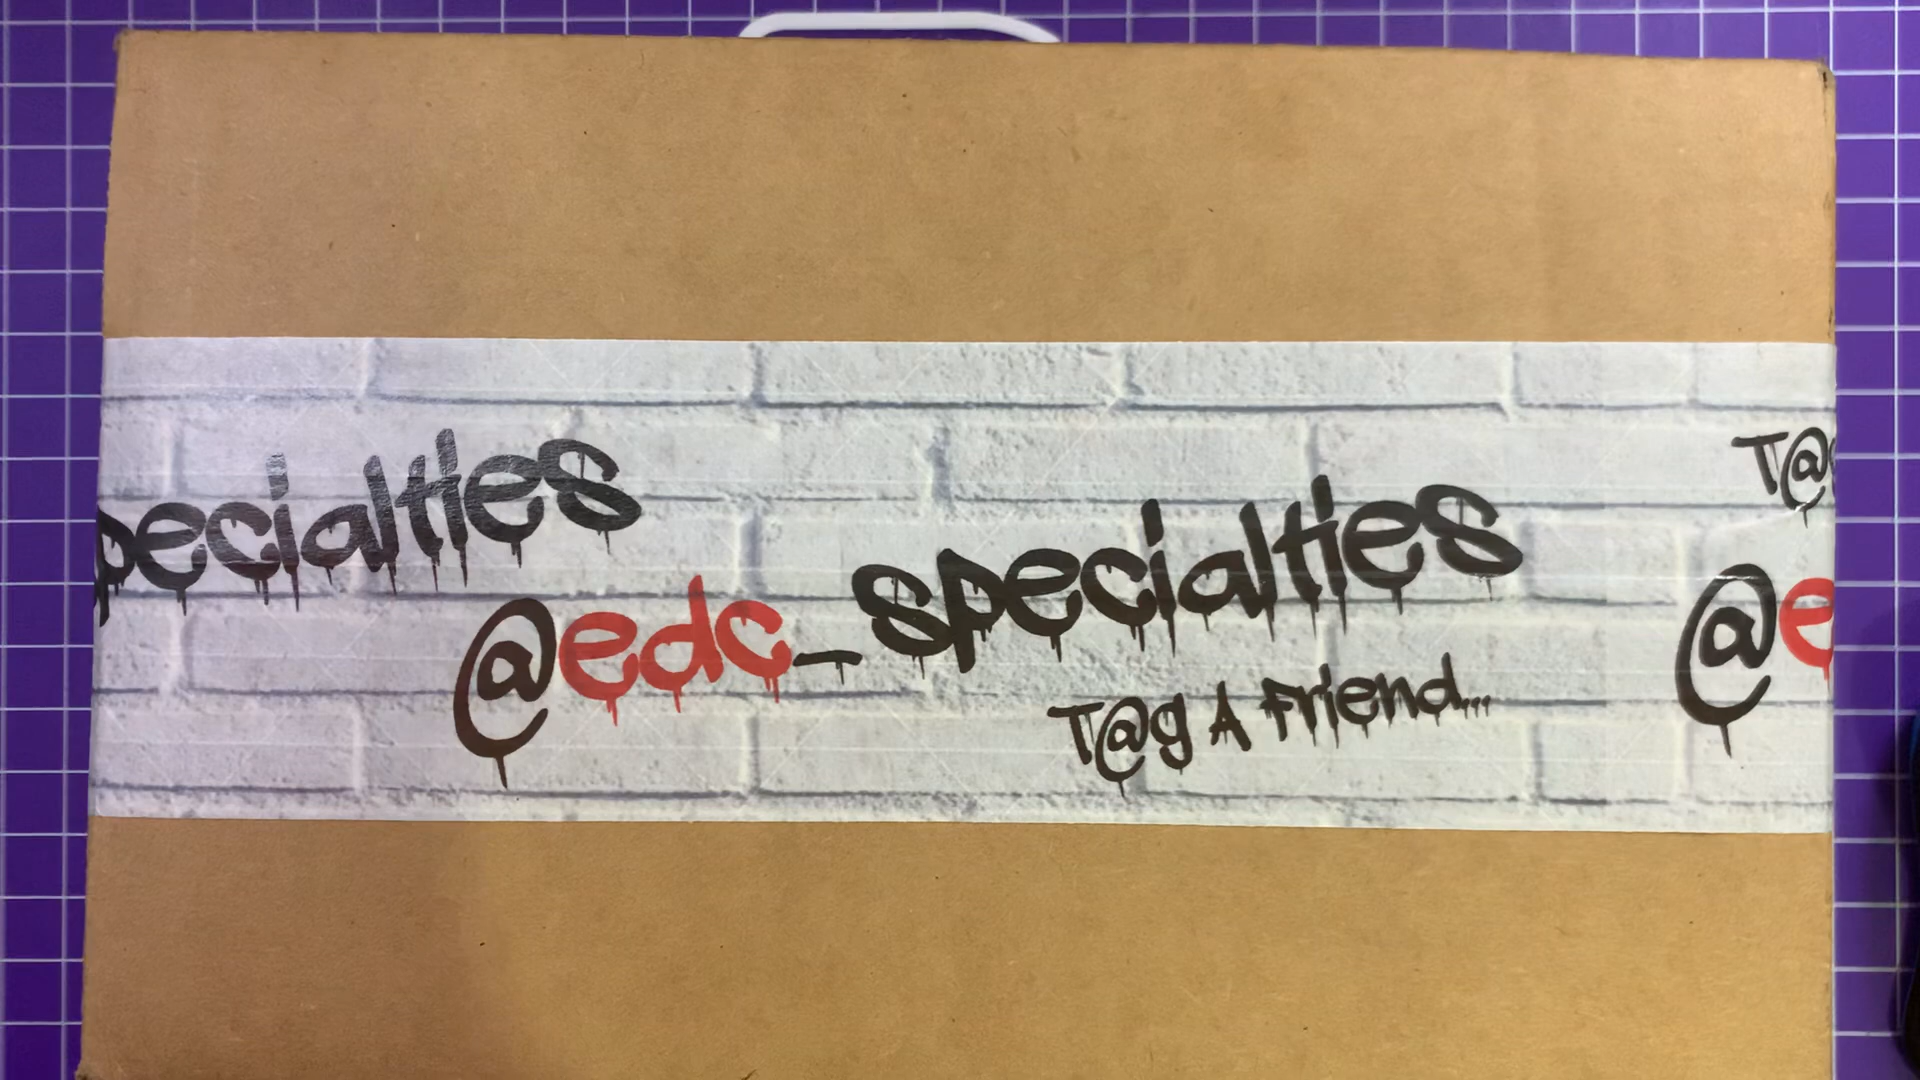 pecialties
@edc_specialties
T@g A Friend...
T@
@e